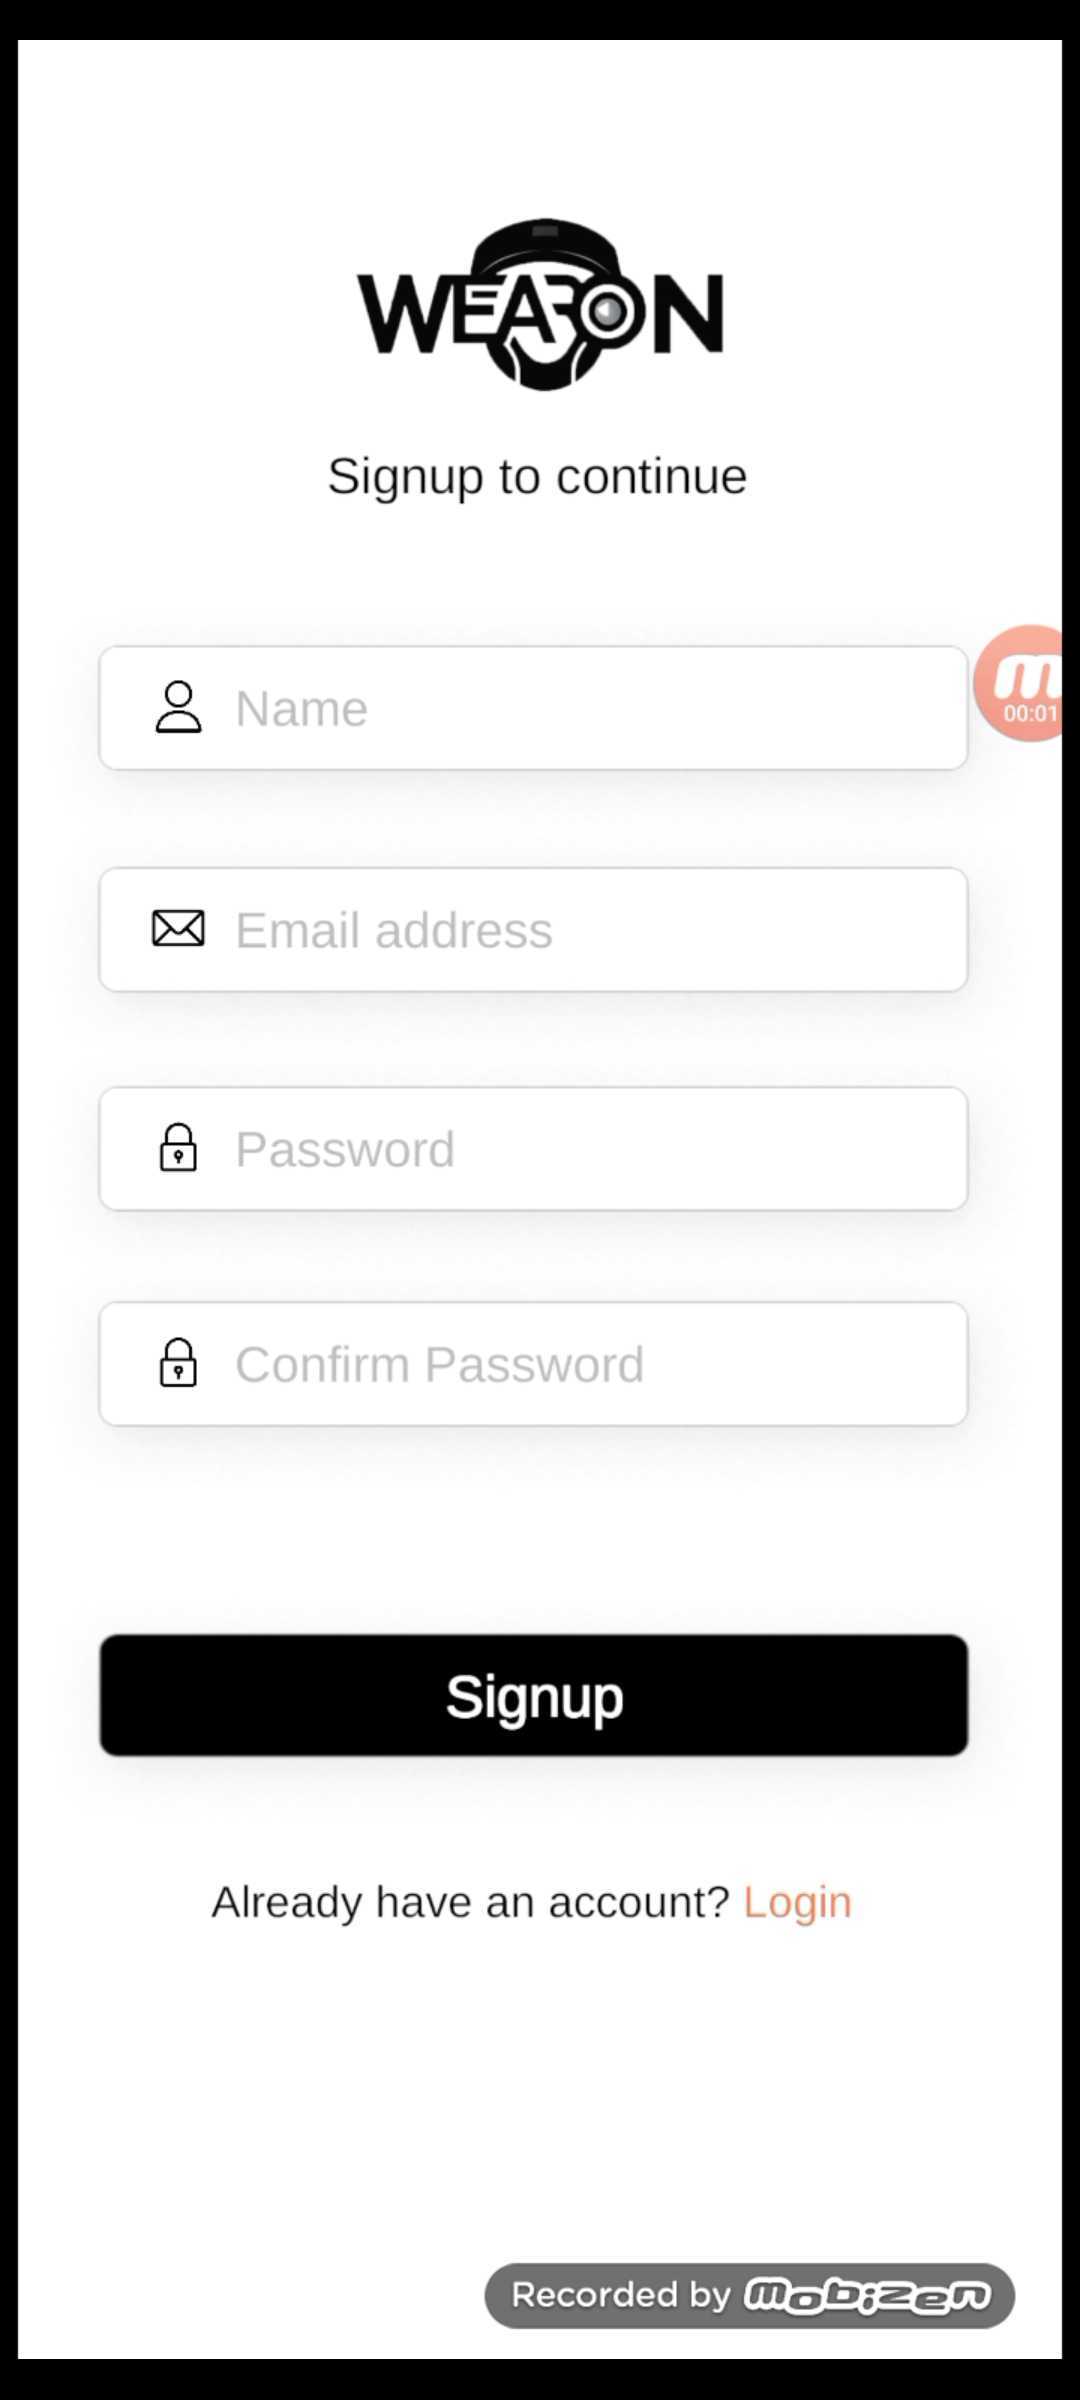 WEARON
Signup to continue
Name
00:01
Email address
Password
Confirm Password
Signup
Already have an account? Login
Recorded by mobizen